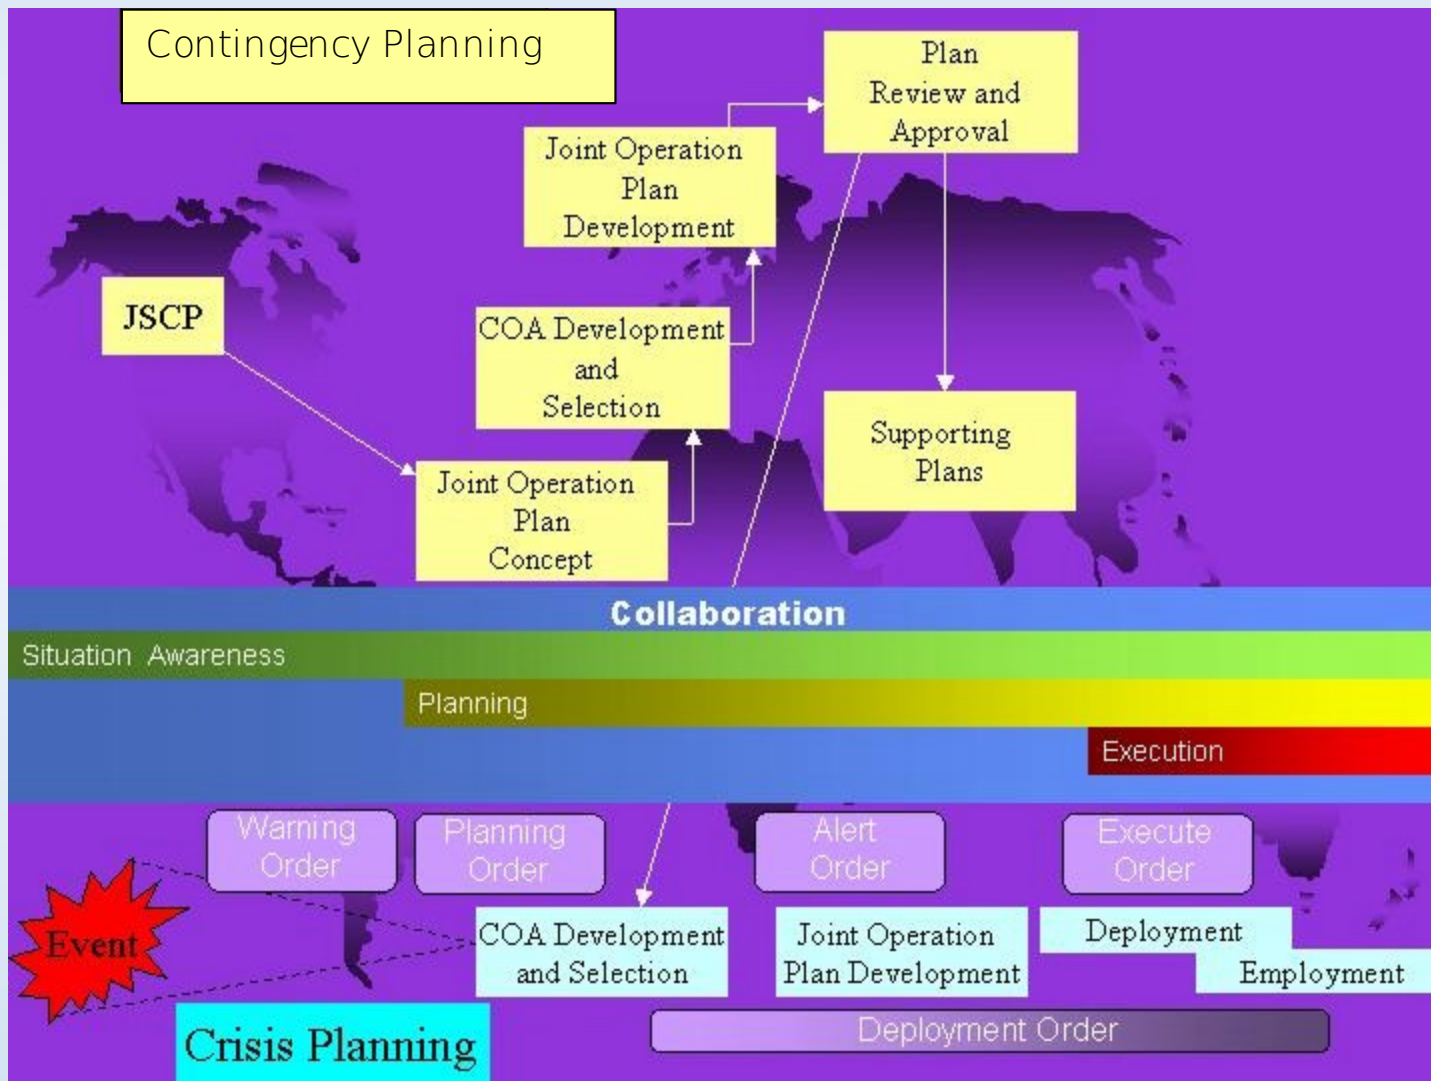 Contingency Planning
Plan
Review and
Approval
Joint Operation
Plan
Development
JSCP
COA Development
and
Selection
Supporting
Plans
Joint Operation
Plan
Concept
Collaboration
Situation Awareness
Planning
Execution
Warning
Order
Planning
Order
Alert
Order
Execute
Order
Event
COA Development
and Selection
Joint Operation
Plan Development
Deployment
Employment
Crisis Planning
Deployment Order